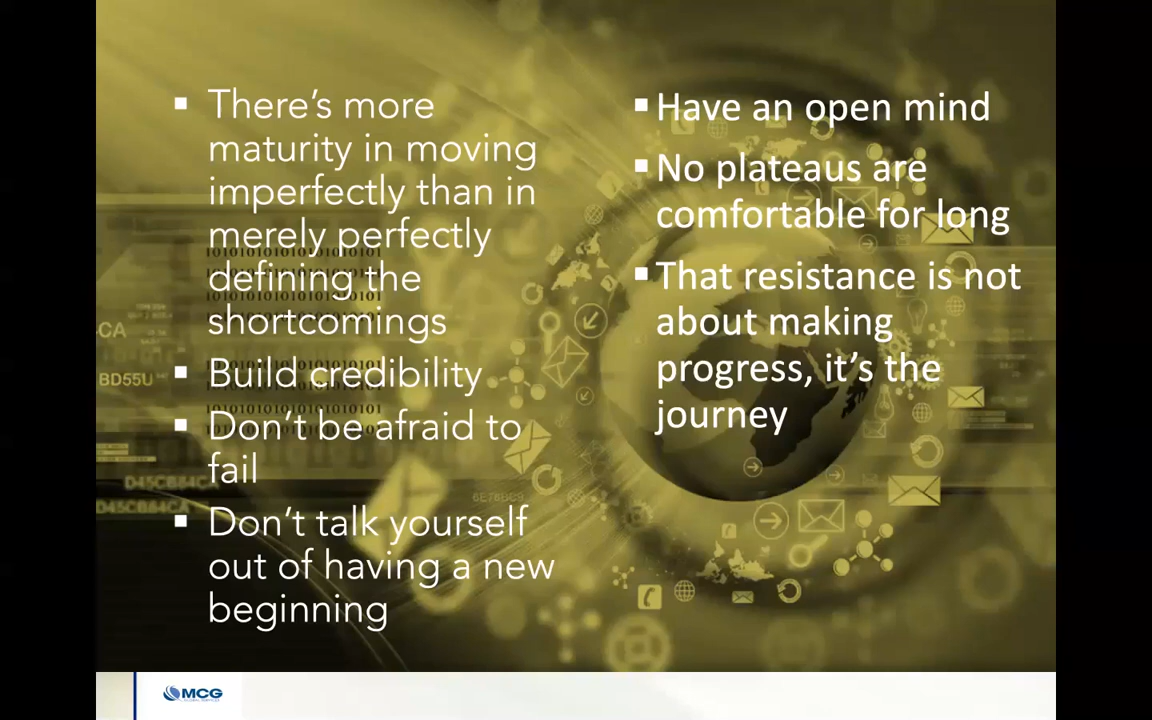 There’s more
maturity in moving
imperfectly than in
merely perfectly
defining the
shortcomings
Build credibility
Don’t be afraid to
fail
Don’t talk yourself
out of having a new
beginning
Have an open mind
No plateaus are
comfortable for long
That resistance is not
about making
progress, it’s the
journey
BD55U
D45CB84CA
MCG